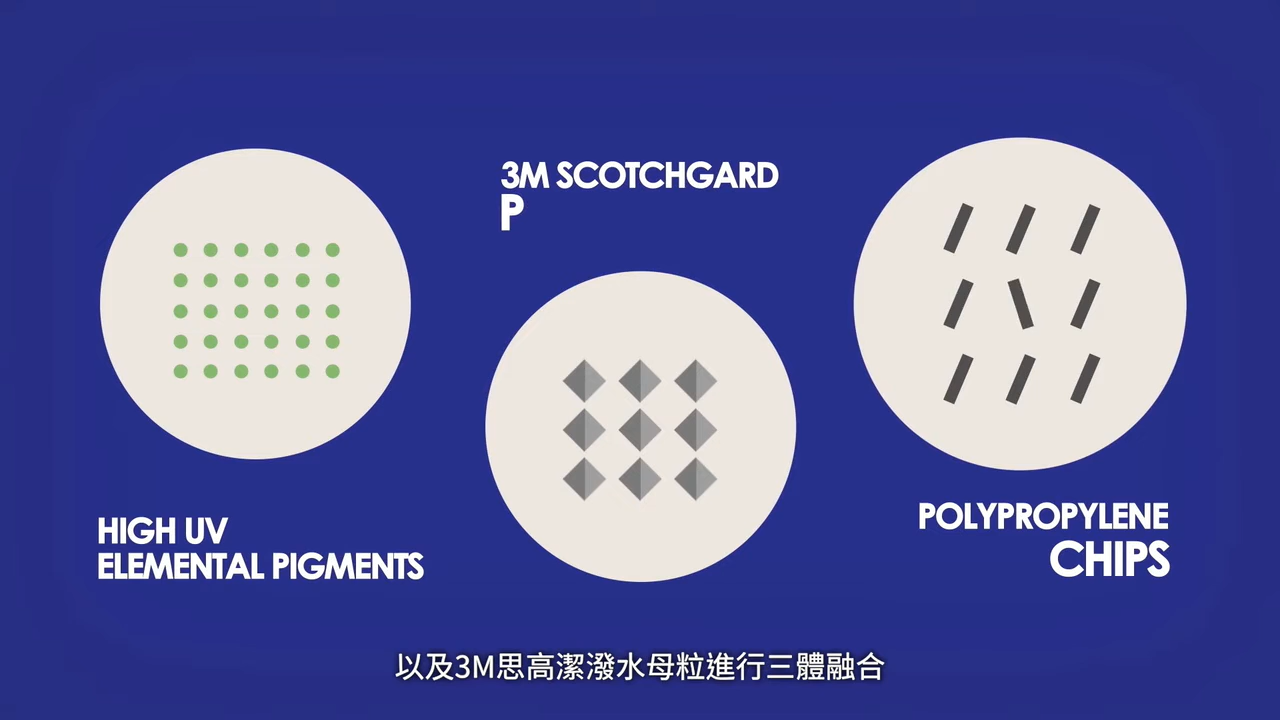 3M SCOTCHGARD
P
HIGH UV
ELEMENTAL PIGMENTS
POLYPROPYLENE
CHIPS
以及3M思高潔潑水母粒進行三體融合